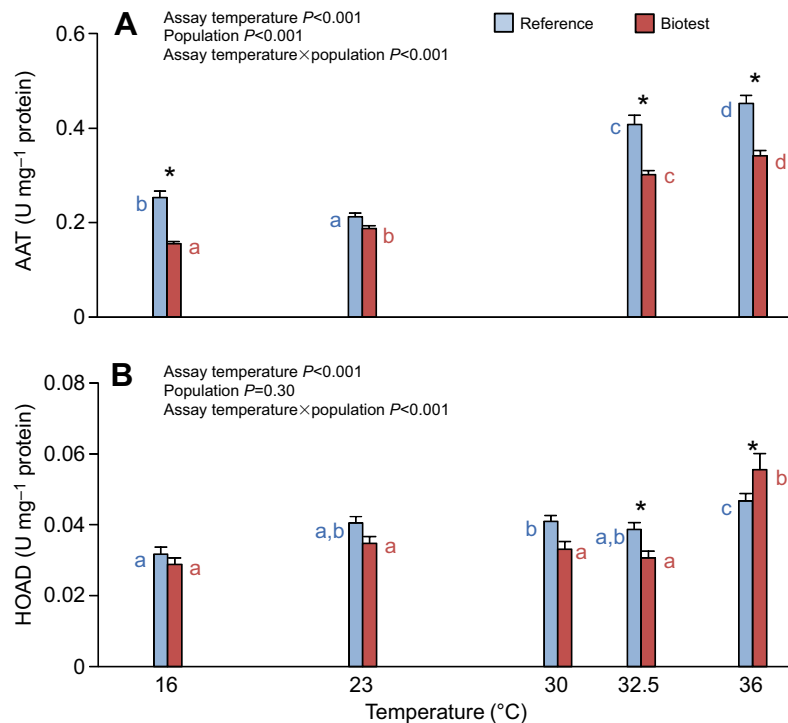 A
Assay temperature P<0.001
Population P<0.001
Assay temperature×population P<0.001
Reference
Biotest
AAT (U mg⁻¹ protein)
0.6
0.4
0.2
0
b
*
a
a
b
c
*
c
d
*
d
B
Assay temperature P<0.001
Population P=0.30
Assay temperature×population P<0.001
HOAD (U mg⁻¹ protein)
0.08
0.06
0.04
0.02
0
a
a
a,b
a
b
a
a,b
*
a
c
*
b
16
23
30
32.5
36
Temperature (°C)